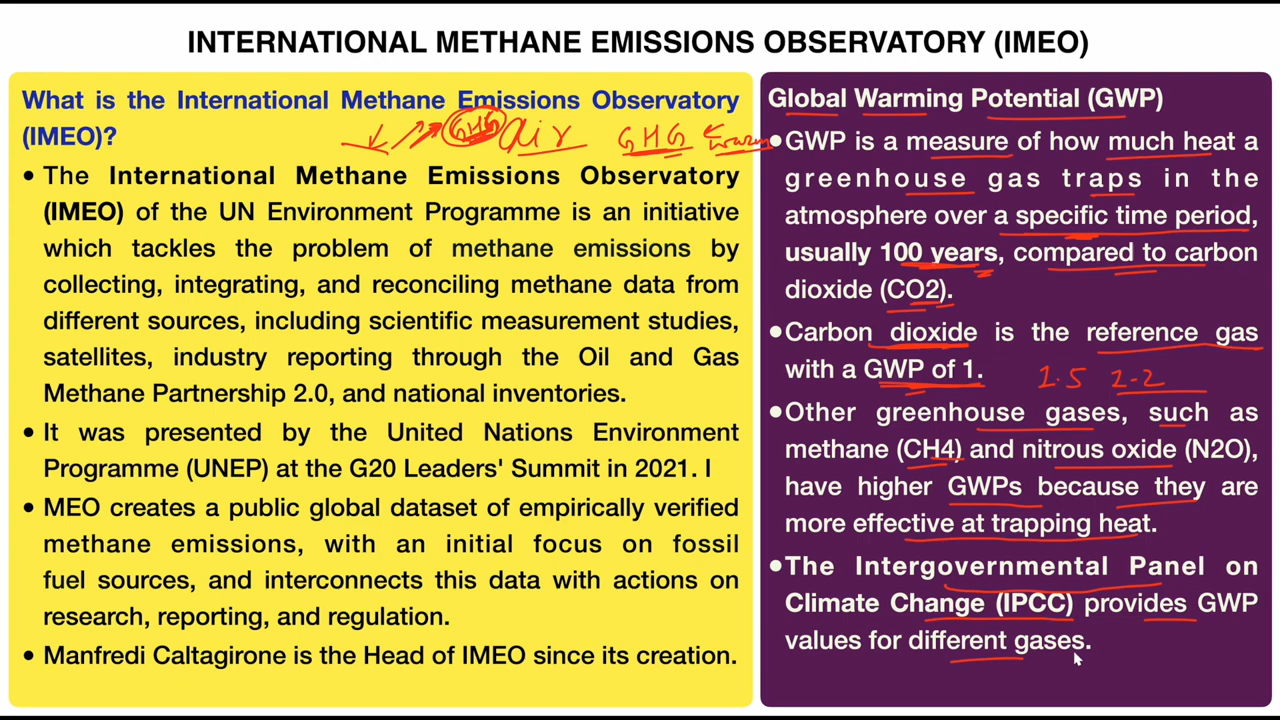 INTERNATIONAL METHANE EMISSIONS OBSERVATORY (IMEO)
What is the International Methane Emissions Observatory
(IMEO)?
GHG air GHG
• The International Methane Emissions Observatory
(IMEO) of the UN Environment Programme is an initiative
which tackles the problem of methane emissions by
collecting, integrating, and reconciling methane data from
different sources, including scientific measurement studies,
satellites, industry reporting through the Oil and Gas
Methane Partnership 2.0, and national inventories.
• It was presented by the United Nations Environment
Programme (UNEP) at the G20 Leaders' Summit in 2021. I
• MEO creates a public global dataset of empirically verified
methane emissions, with an initial focus on fossil
fuel sources, and interconnects this data with actions on
research, reporting, and regulation.
• Manfredi Caltagirone is the Head of IMEO since its creation.
Global Warming Potential (GWP)
•GWP is a measure of how much heat a
greenhouse gas traps in the
atmosphere over a specific time period,
usually 100 years, compared to carbon
dioxide (CO2).
•Carbon dioxide is the reference gas
with a GWP of 1.
1.5 2-2
•Other greenhouse gases, such as
methane (CH4) and nitrous oxide (N2O),
have higher GWPs because they are
more effective at trapping heat.
•The Intergovernmental Panel on
Climate Change (IPCC) provides GWP
values for different gases.